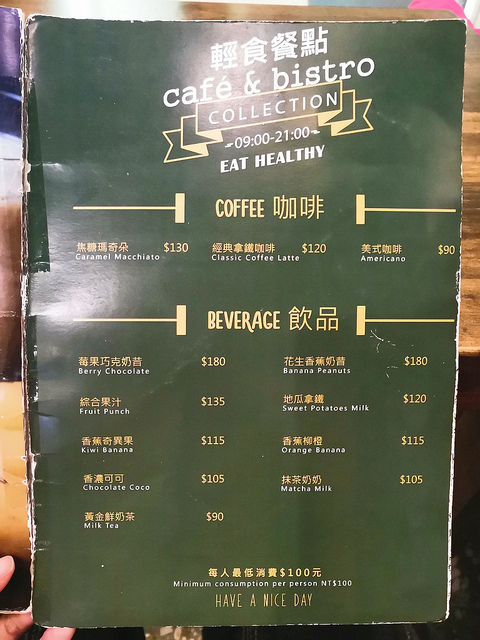 輕食餐點
café & bistro
COLLECTION
-09:00-21:00-
EAT HEALTHY
COFFEE 咖啡
焦糖瑪奇朵 $130 經典拿鐵咖啡 $120 美式咖啡 $90
Caramel Macchiato Classic Coffee Latte Americano
BEVERAGE 飲品
莓果巧克奶昔 $180 花生香蕉奶昔 $180
Berry Chocolate Banana Peanuts
綜合果汁 $135 地瓜拿鐵 $120
Fruit Punch Sweet Potatoes Milk
香蕉奇異果 $115 香蕉柳橙 $115
Kiwi Banana Orange Banana
香濃可可 $105 抹茶奶奶 $105
Chocolate Coco Matcha Milk
黃金鮮奶茶 $90
Milk Tea
每人最低消費$100元
Minimum consumption per person NT$100
HAVE A NICE DAY